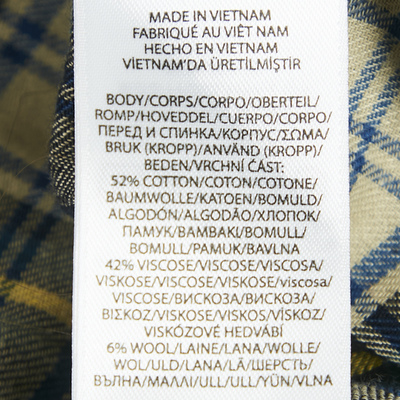 MADE IN VIETNAM
FABRIQUÉ AU VIÊT NAM
HECHO EN VIETNAM
VİETNAM'DA ÜRETİLMİŞTİR
BODY/CORPS/CORPO/OBERTEIL/
ROMP/HOVEDDEL/CUERPO/CORPO/
ПЕРЕД И СПИНКА/КОРПУС/ΣΩΜΑ/
BRUK (KROPP)/ANVÄND (KROPP)/
BEDEN/VRCHNÍ ČÁST:
52% COTTON/COTON/COTONE/
BAUMWOLLE/KATOEN/BOMULD/
ALGODÓN/ALGODÃO/ХЛОПОК/
ПАМУК/ΒΑΜΒΑΚΙ/BOMULL/
BOMULL/PAMUK/BAVLNA
42% VISCOSE/VISCOSE/VISCOSA/
VISKOSE/VISCOSE/VISKOSE/viscosa/
VISCOSE/ВИСКОЗА/ВИСКОЗА/
ΒΙΣΚΟΖ/VISKOSE/VISKOS/VİSKOZ/
VISKÓZOVÉ HEDVÁBÍ
6% WOOL/LAINE/LANA/WOLLE/
WOL/ULD/LANA/LÃ/ШЕРСТЬ/
ВЪЛНА/ΜΑΛΛΙ/ULL/ULL/YÜN/VLNA